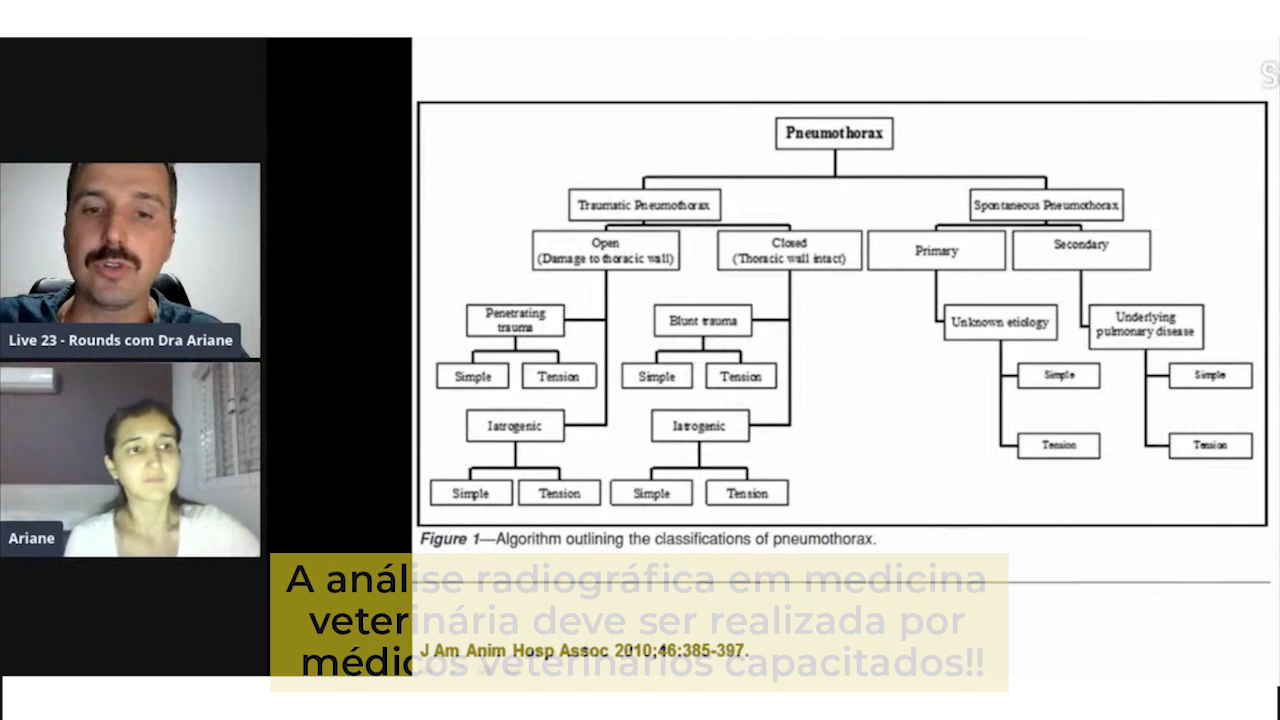 Pneumothorax
Traumatic Pneumothorax
Spontaneous Pneumothorax
Open
(Damage to thoracic wall)
Closed
(Thoracic wall intact)
Primary
Secondary
Penetrating
trauma
Blunt trauma
Unknown etiology
Underlying
pulmonary disease
Simple
Tension
Simple
Tension
Simple
Simple
Iatrogenic
Iatrogenic
Tension
Tension
Simple
Tension
Simple
Tension
Figure 1—Algorithm outlining the classifications of pneumothorax.
Live 23 - Rounds com Dra Ariane
Ariane
A análise radiográfica em medicina
veterinária deve ser realizada por
médicos veterinários capacitados!!
J Am Anim Hosp Assoc 2010;46:385-397.